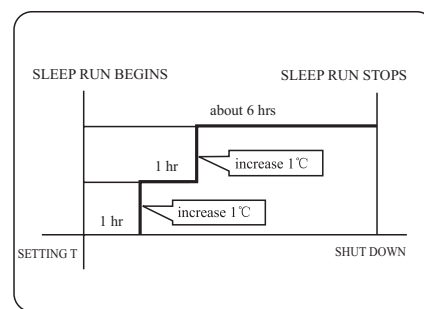 SLEEP RUN BEGINS
SLEEP RUN STOPS
about 6 hrs
1 hr
increase 1℃
1 hr
increase 1℃
SETTING T
SHUT DOWN